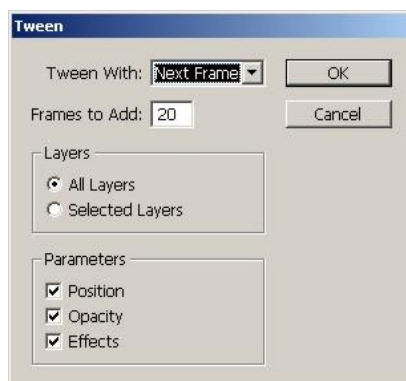 Tween
Tween With: Next Frame
OK
Frames to Add: 20
Cancel
Layers
All Layers
Selected Layers
Parameters
Position
Opacity
Effects